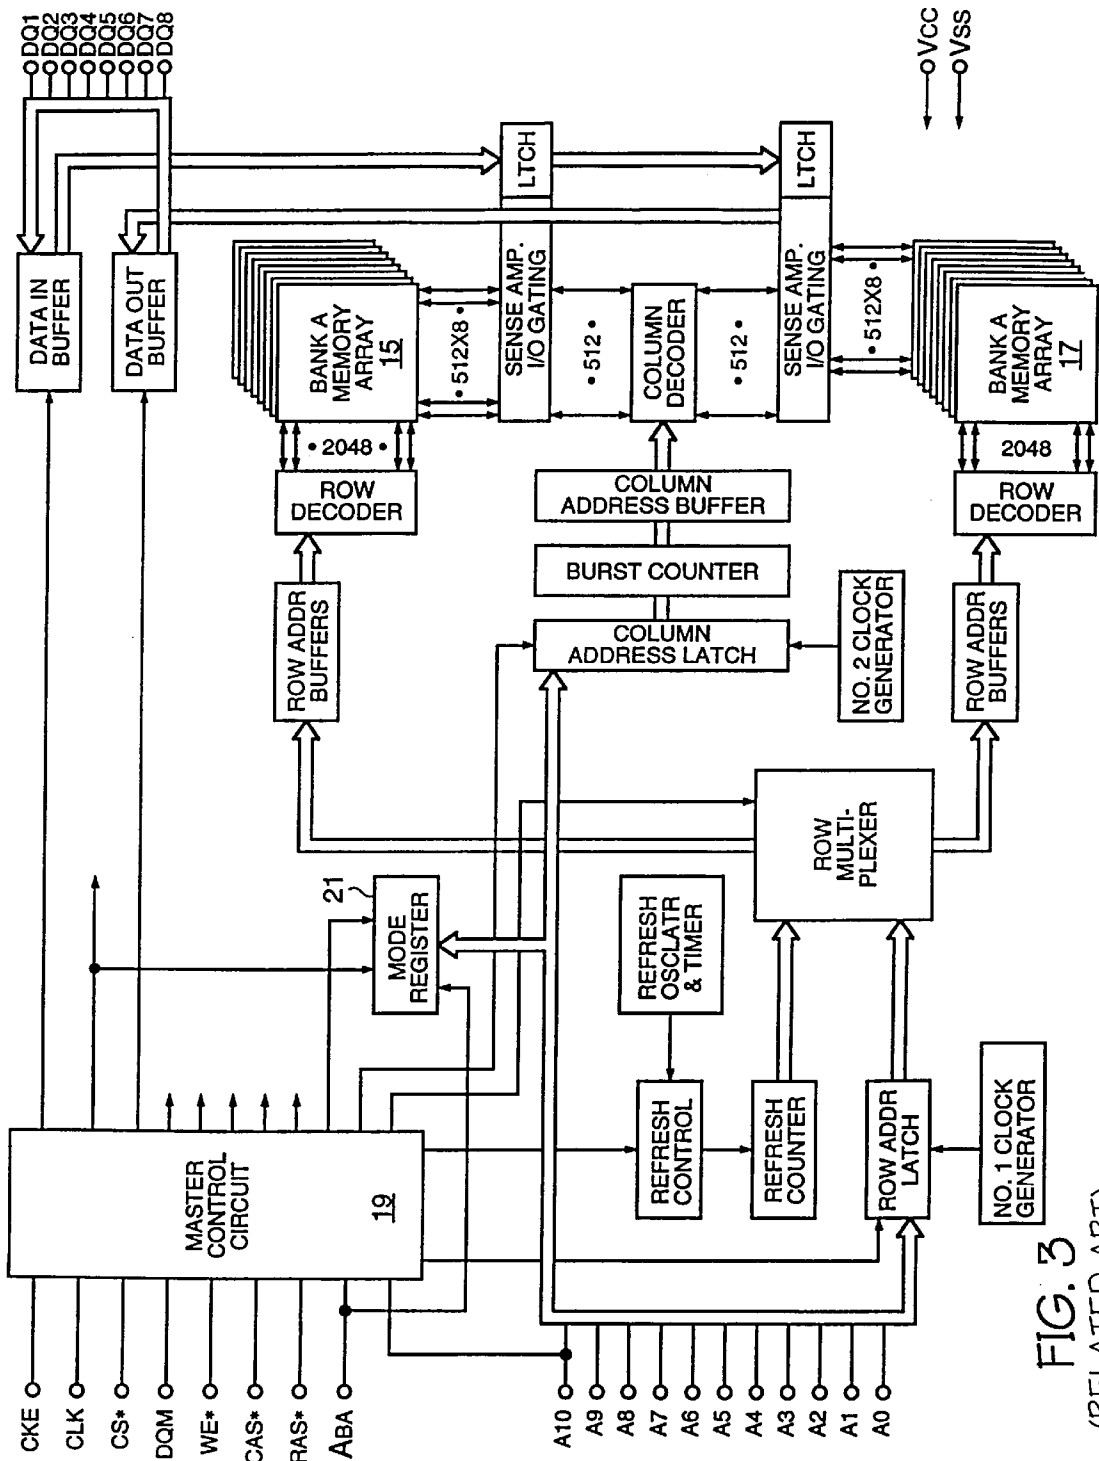 CKE
CLK
CS*
DQM
WE*
CAS*
RAS*
ABA
A10
A9
A8
A7
A6
A5
A4
A3
A2
A1
A0
MASTER
CONTROL
CIRCUIT
19
MODE
REGISTER
21
REFRESH
OSCLATR
& TIMER
REFRESH
CONTROL
REFRESH
COUNTER
ROW ADDR
LATCH
NO. 1 CLOCK
GENERATOR
ROW
MULTI-
PLEXER
ROW ADDR
BUFFERS
COLUMN
ADDRESS LATCH
NO. 2 CLOCK
GENERATOR
ROW ADDR
BUFFERS
BURST COUNTER
COLUMN
ADDRESS BUFFER
ROW
DECODER
ROW
DECODER
• 2048 •
2048
DATA IN
BUFFER
DATA OUT
BUFFER
BANK A
MEMORY
ARRAY
15
• 512X8 •
SENSE AMP.
I/O GATING
LTCH
• 512 •
COLUMN
DECODER
• 512 •
SENSE AMP.
I/O GATING
LTCH
• 512X8 •
BANK A
MEMORY
ARRAY
17
DQ1
DQ2
DQ3
DQ4
DQ5
DQ6
DQ7
DQ8
VCC
VSS
FIG. 3
(RELATED ART)